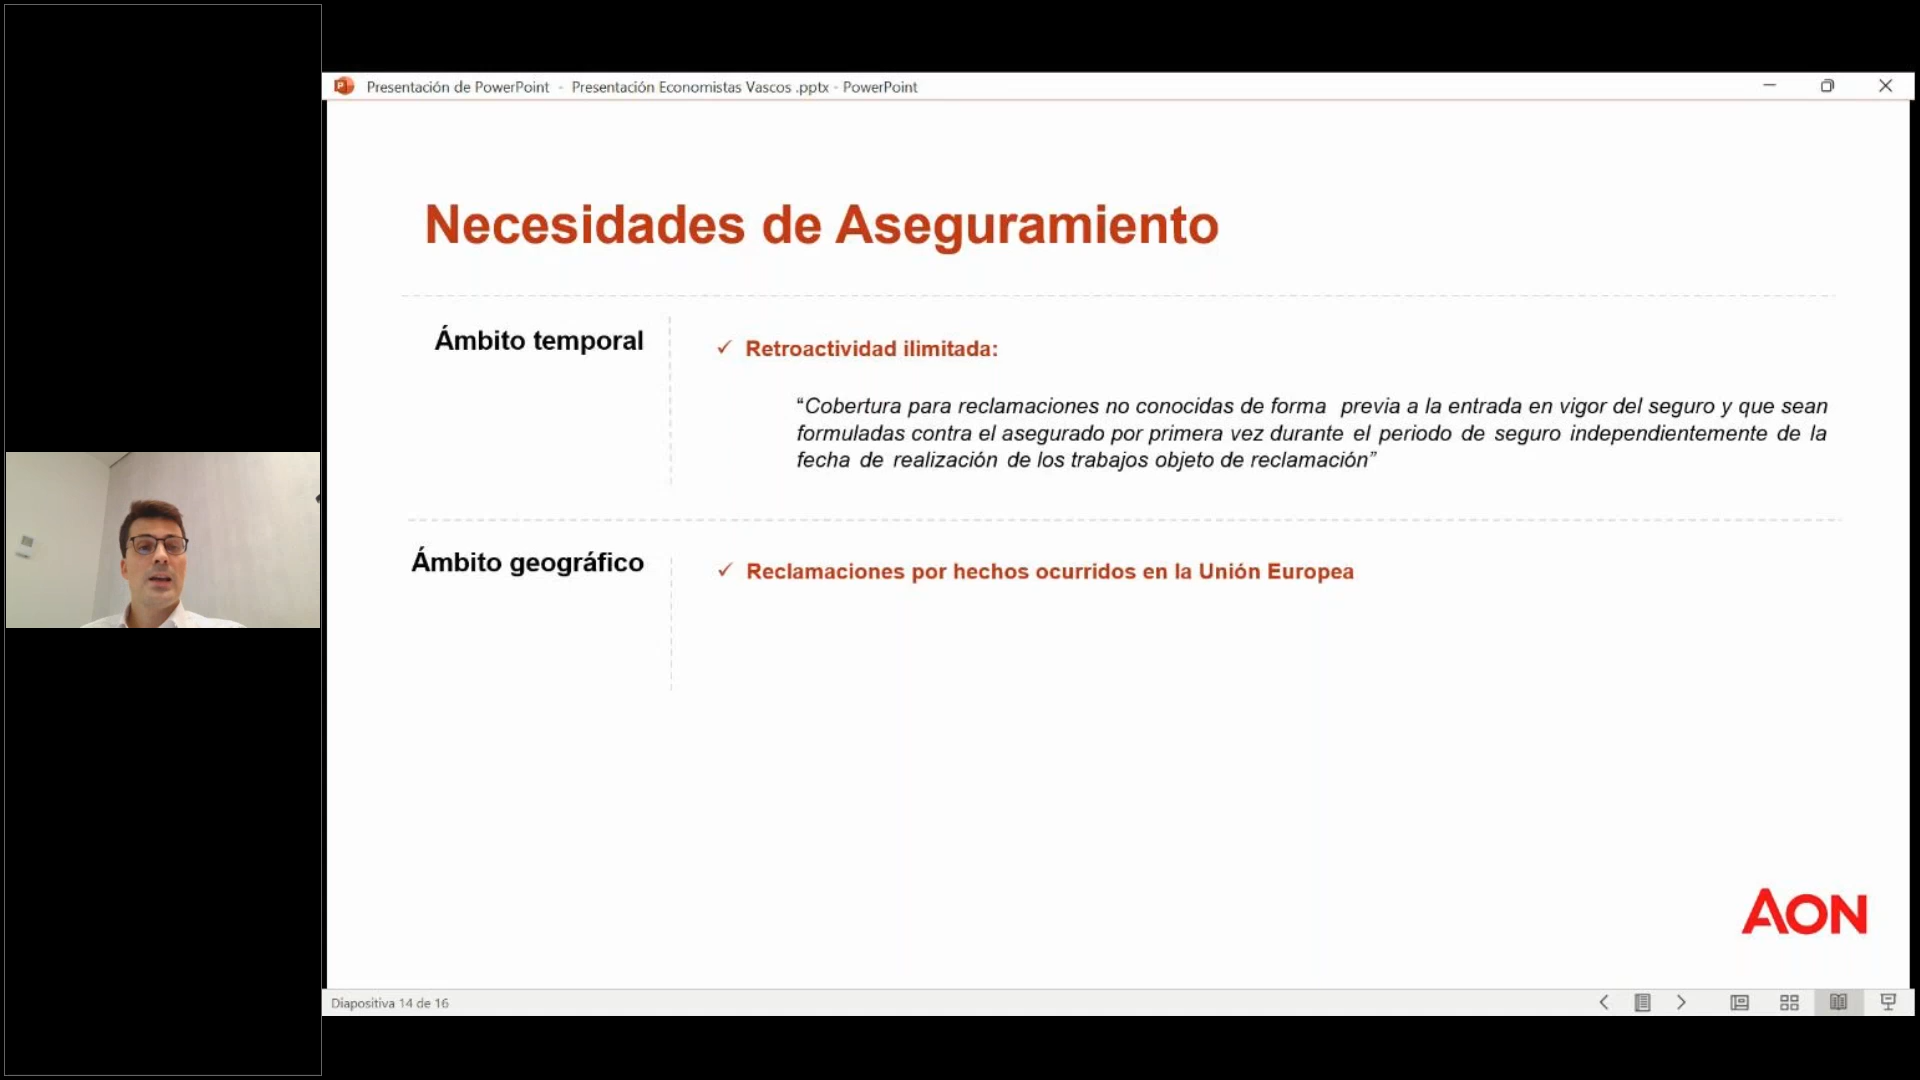 Presentación de PowerPoint - Presentación Economistas Vascos .pptx - PowerPoint
Necesidades de Aseguramiento
Ámbito temporal
✓ Retroactividad ilimitada:
“Cobertura para reclamaciones no conocidas de forma previa a la entrada en vigor del seguro y que sean
formuladas contra el asegurado por primera vez durante el periodo de seguro independientemente de la
fecha de realización de los trabajos objeto de reclamación”
Ámbito geográfico
✓ Reclamaciones por hechos ocurridos en la Unión Europea
AON
Diapositiva 14 de 16